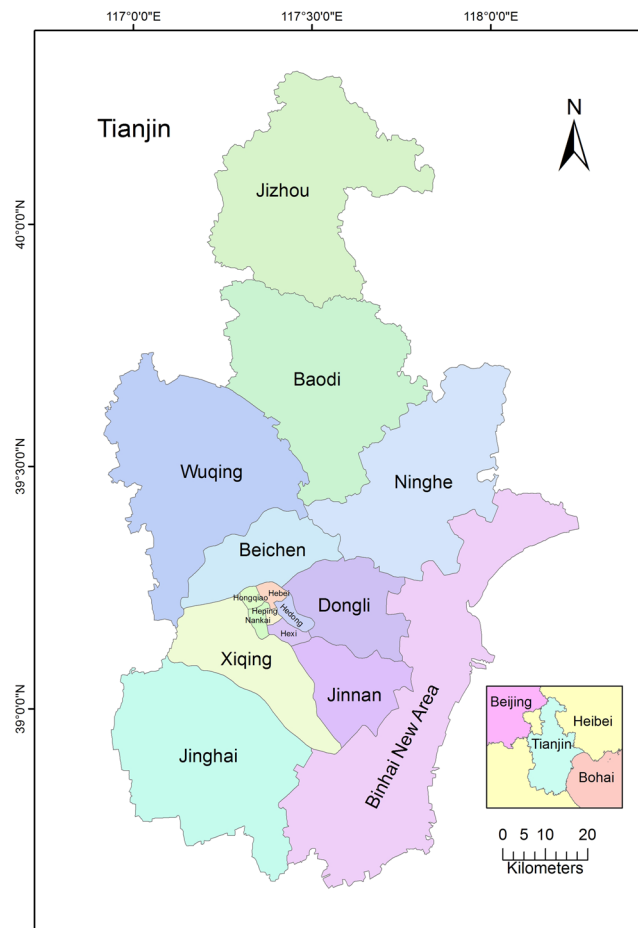 117°0'0"E
117°30'0"E
118°0'0"E
Tianjin
N
Jizhou
40°0'0"N
Baodi
39°30'0"N
Wuqing
Ninghe
Beichen
Hebei
Hongqiao
Dongli
Heping
Hedong
Nankai
Hexi
Xiqing
Jinnan
39°0'0"N
Binhai New Area
Jinghai
Beijing
Heibei
Tianjin
Bohai
0 5 10 20
Kilometers